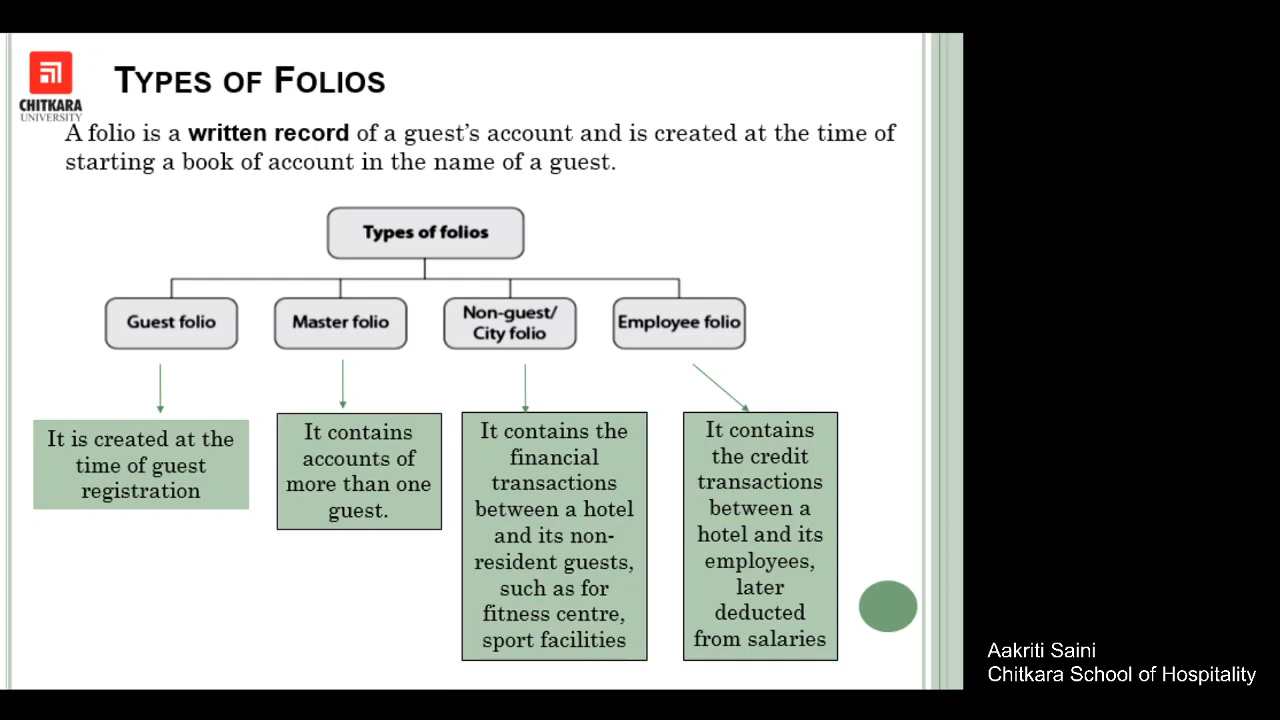 TYPES OF FOLIOS
CHITKARA
UNIVERSITY
A folio is a written record of a guest's account and is created at the time of
starting a book of account in the name of a guest.
Types of folios
Guest folio
Master folio
Non-guest/
City folio
Employee folio
It is created at the
time of guest
registration
It contains
accounts of
more than one
guest.
It contains the
financial
transactions
between a hotel
and its non-
resident guests,
such as for
fitness centre,
sport facilities
It contains
the credit
transactions
between a
hotel and its
employees,
later
deducted
from salaries
Aakriti Saini
Chitkara School of Hospitality